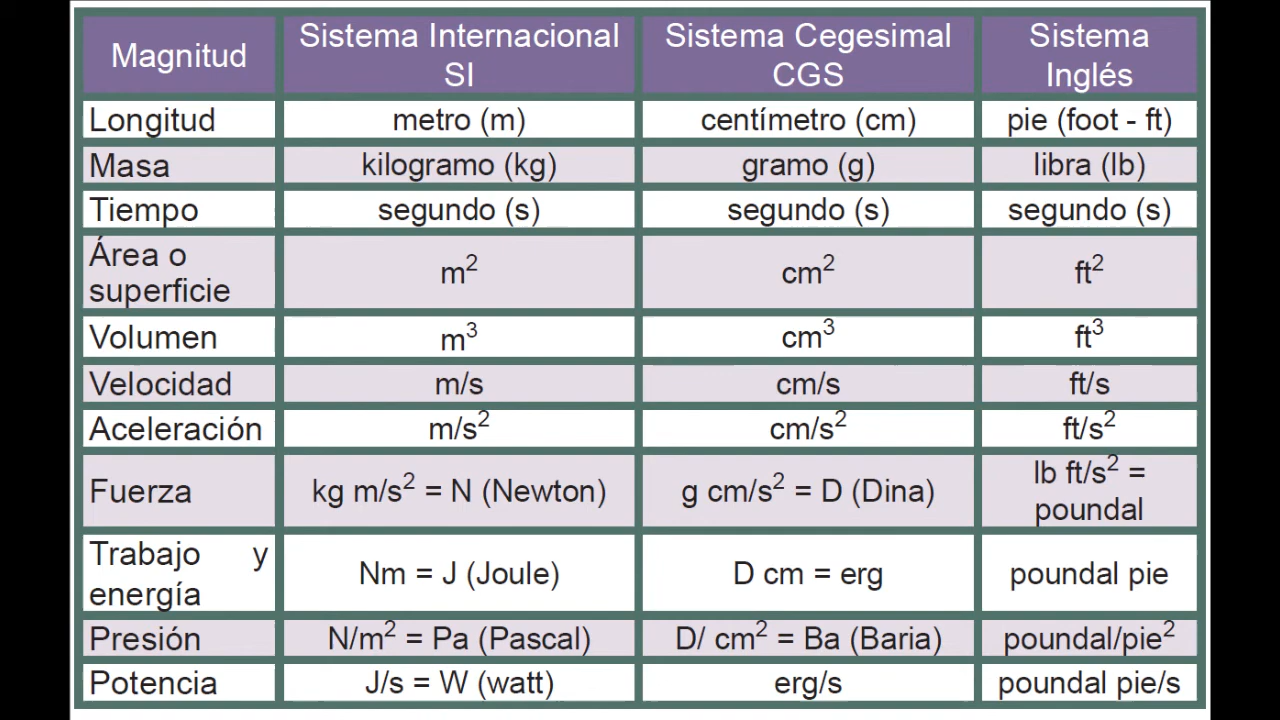 Magnitud Sistema Internacional SI Sistema Cegesimal CGS Sistema Inglés
Longitud metro (m) centímetro (cm) pie (foot - ft)
Masa kilogramo (kg) gramo (g) libra (lb)
Tiempo segundo (s) segundo (s) segundo (s)
Área o superficie m² cm² ft²
Volumen m³ cm³ ft³
Velocidad m/s cm/s ft/s
Aceleración m/s² cm/s² ft/s²
Fuerza kg m/s² = N (Newton) g cm/s² = D (Dina) lb ft/s² = poundal
Trabajo y energía Nm = J (Joule) D cm = erg poundal pie
Presión N/m² = Pa (Pascal) D/ cm² = Ba (Baria) poundal/pie²
Potencia J/s = W (watt) erg/s poundal pie/s